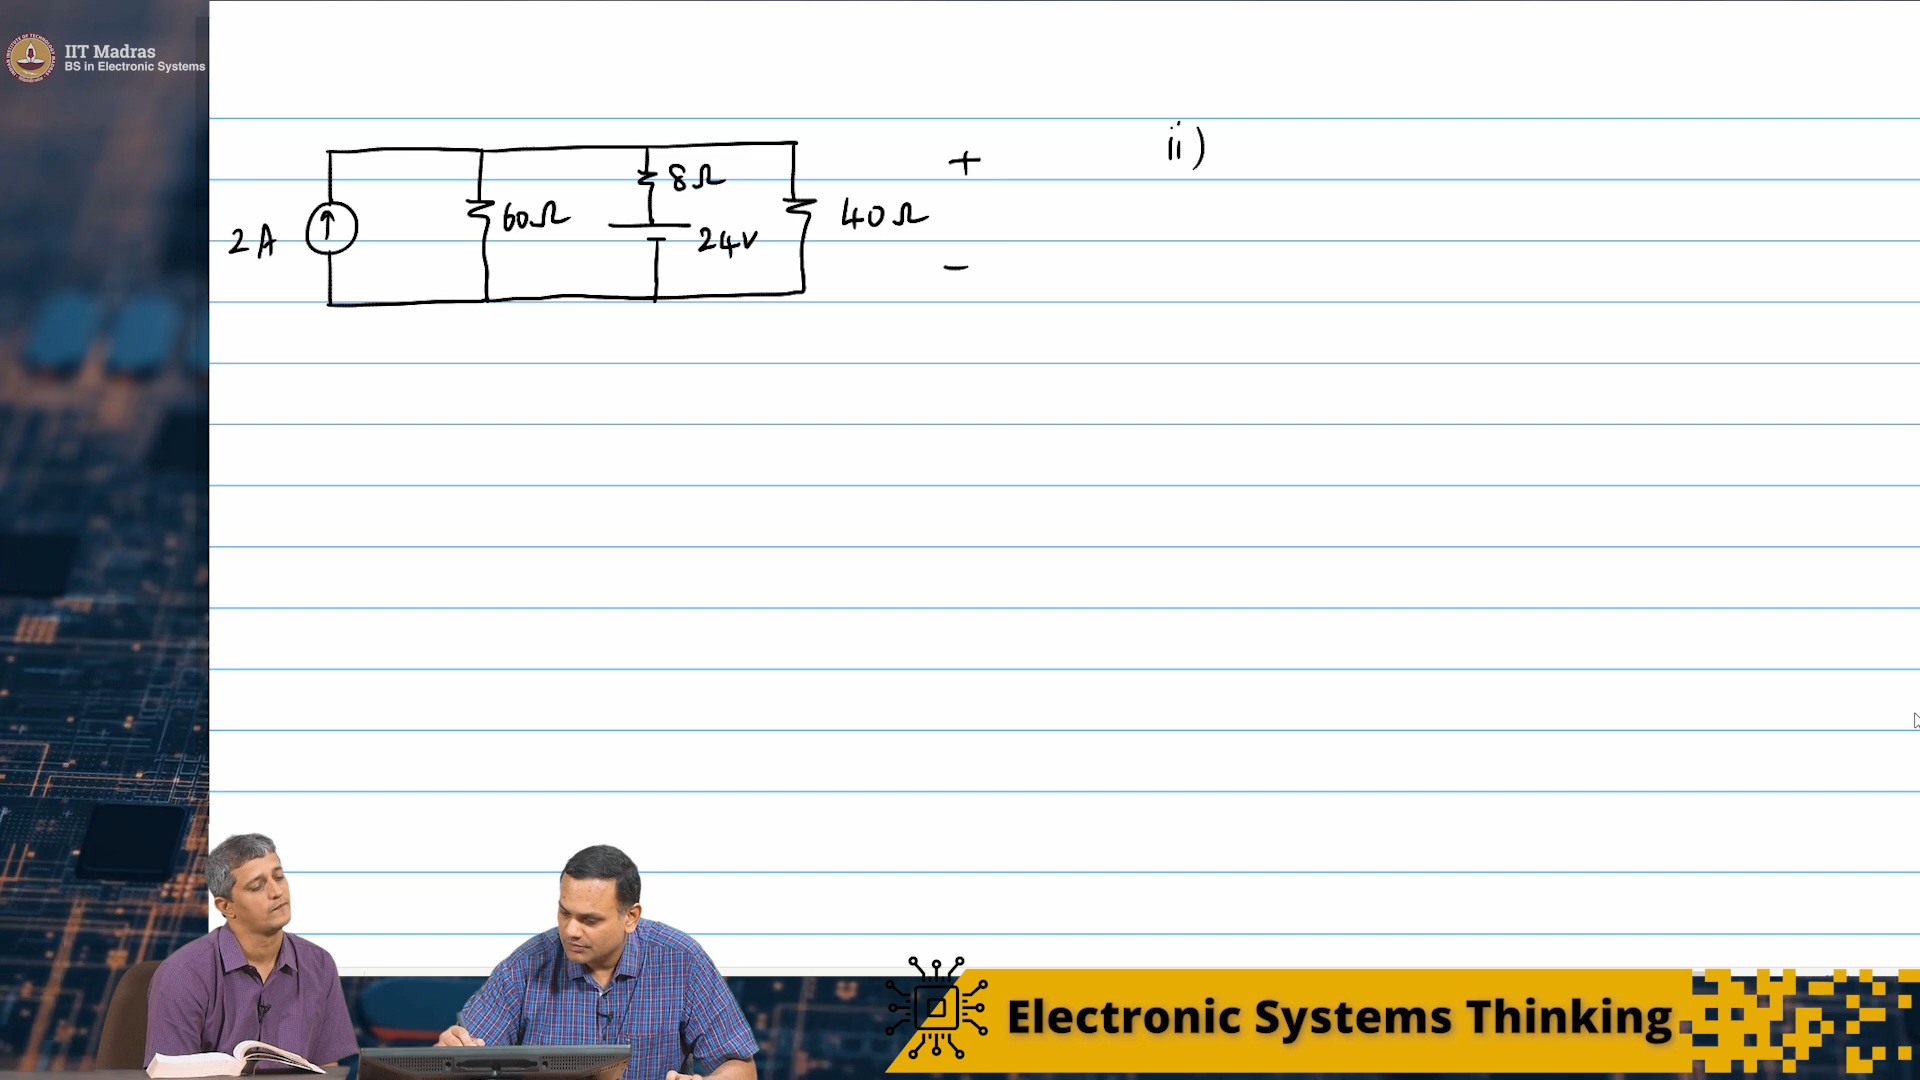 IIT Madras
BS in Electronic Systems
ii)
+
8Ω
2A
60Ω
24V
40Ω
-
Electronic Systems Thinking